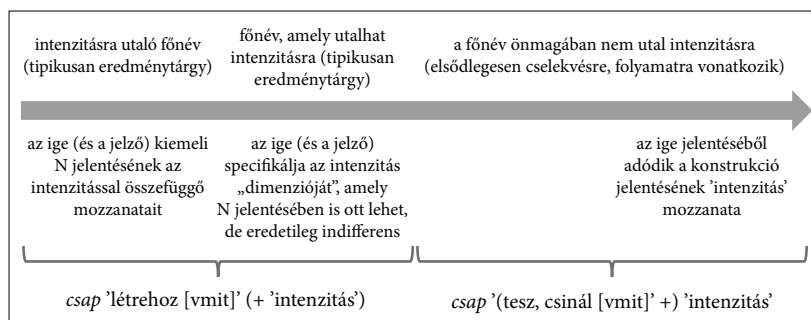 intenzitásra utaló főnév
(tipikusan eredménytárgy)
főnév, amely utalhat
intenzitásra (tipikusan
eredménytárgy)
a főnév önmagában nem utal intenzitásra
(elsődlegesen cselekvésre, folyamatra vonatkozik)
az ige (és a jelző) kiemeli
N jelentésének az
intenzitással összefüggő
mozzanatait
az ige (és a jelző)
specifikálja az intenzitás
„dimenzióját”, amely
N jelentésében is ott lehet,
de eredetileg indifferens
az ige jelentéséből
adódik a konstrukció
jelentésének 'intenzitás'
mozzanata
csap 'létrehoz [vmit]' (+ 'intenzitás')
csap '(tesz, csinál [vmit]' +) 'intenzitás'